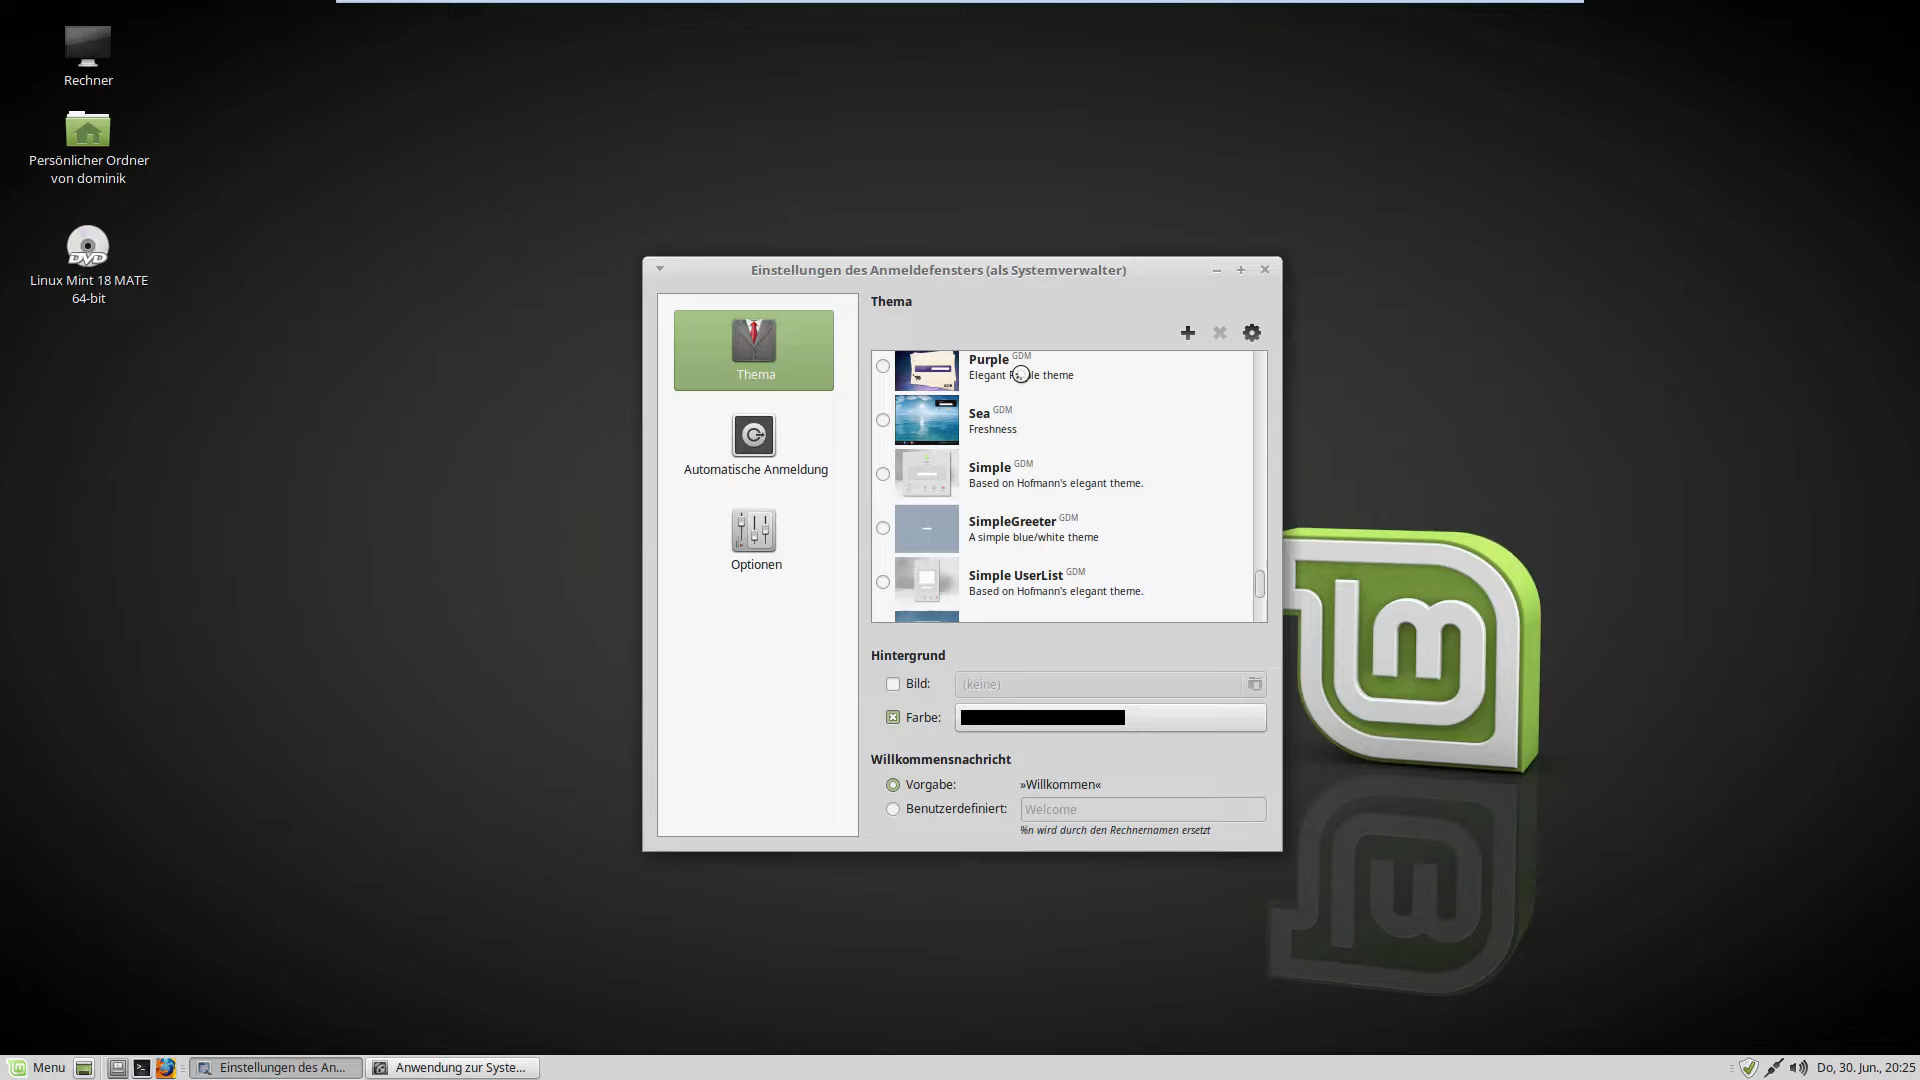 Rechner
Persönlicher Ordner
von dominik
DVD
Linux Mint 18 MATE
64-bit
Einstellungen des Anmeldefensters (als Systemverwalter)
Thema
Automatische Anmeldung
Optionen
Thema
Purple GDM
Elegant theme
Sea GDM
Freshness
Simple GDM
Based on Hofmann's elegant theme.
SimpleGreeter GDM
A simple blue/white theme
Simple UserList GDM
Based on Hofmann's elegant theme.
Hintergrund
Bild: (keine)
Farbe:
Willkommensnachricht
Vorgabe: »Willkommen«
Benutzerdefiniert: Welcome
%n wird durch den Rechnernamen ersetzt
Menu
Einstellungen des An...
Anwendung zur Syste...
Do, 30. Jun., 20:25